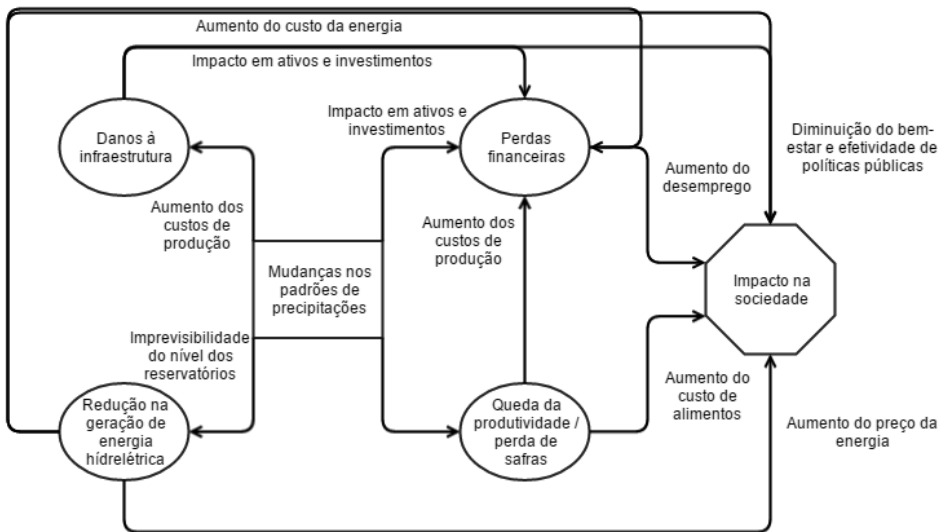 Aumento do custo da energia
Impacto em ativos e investimentos
Danos à
infraestrutura
Impacto em ativos e
investimentos
Perdas
financeiras
Diminuição do bem-
estar e efetividade de
políticas públicas
Aumento do
desemprego
Aumento dos
custos de
produção
Aumento dos
custos de
produção
Mudanças nos
padrões de
precipitações
Impacto na
sociedade
Imprevisibilidade
do nível dos
reservatórios
Redução na
geração de
energia
hídrelétrica
Queda da
produtividade /
perda de
safras
Aumento do
custo de
alimentos
Aumento do preço da
energia